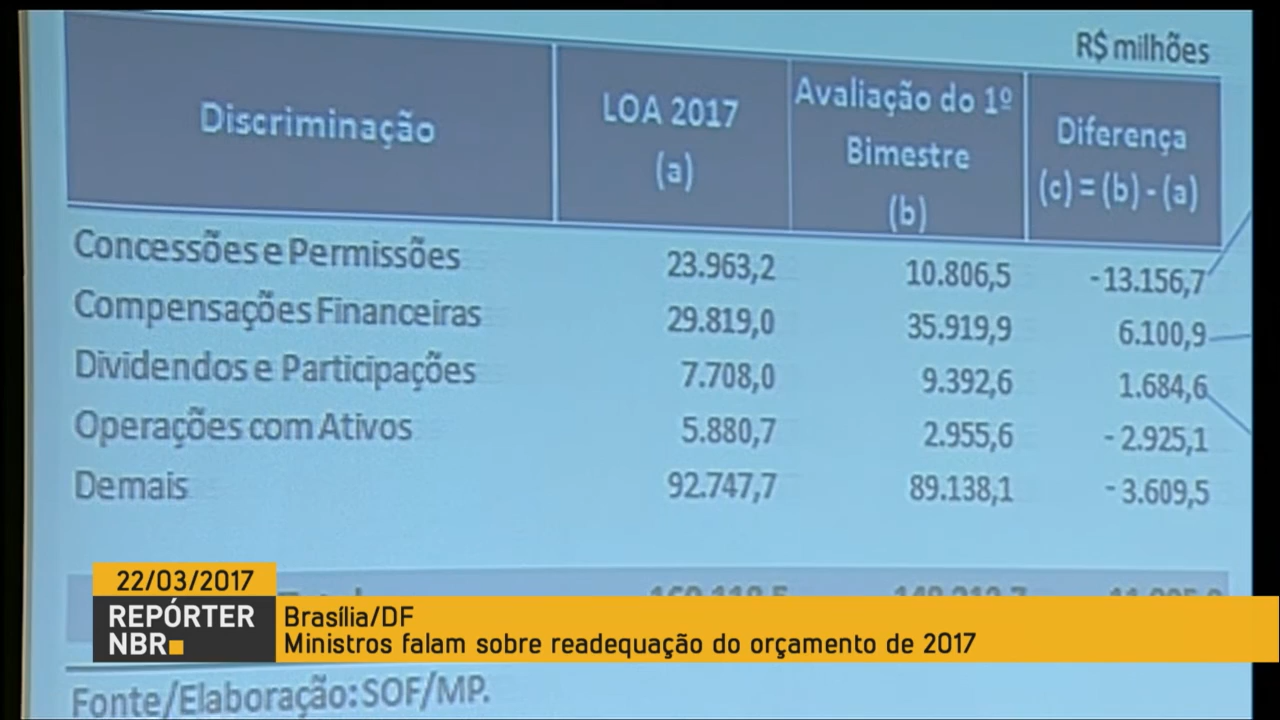 R$ milhões
Discriminação LOA 2017 (a) Avaliação do 1º Bimestre (b) Diferença (c) = (b) - (a)
Concessões e Permissões 23.963,2 10.806,5 -13.156,7
Compensações Financeiras 29.819,0 35.919,9 6.100,9
Dividendos e Participações 7.708,0 9.392,6 1.684,6
Operações com Ativos 5.880,7 2.955,6 - 2.925,1
Demais 92.747,7 89.138,1 - 3.609,5
22/03/2017
REPÓRTER
NBR
Brasília/DF
Ministros falam sobre readequação do orçamento de 2017
Fonte/Elaboração: SOF/MP.